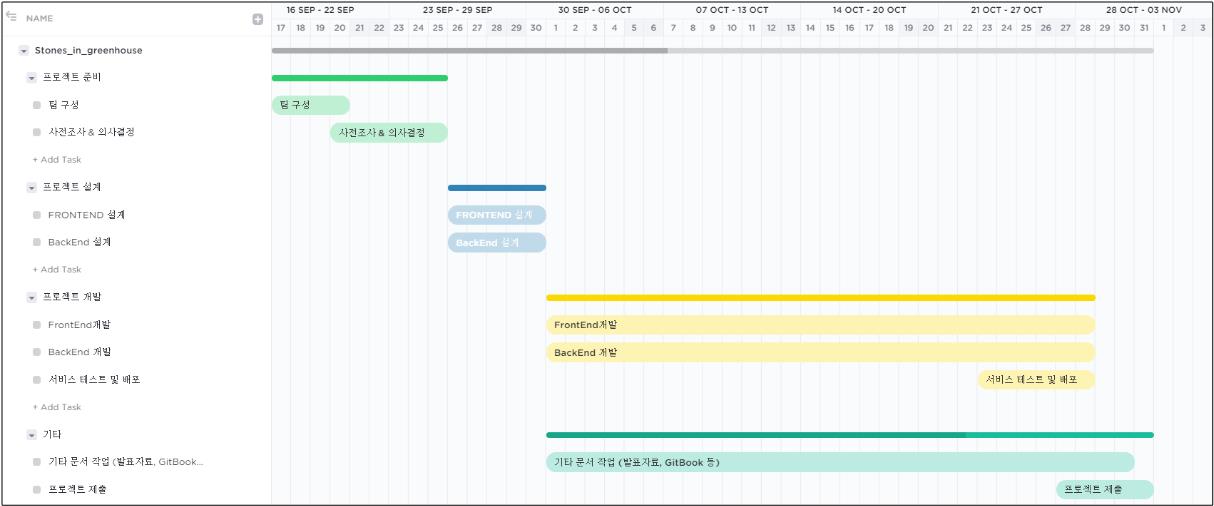 NAME
16 SEP - 22 SEP 23 SEP - 29 SEP 30 SEP - 06 OCT 07 OCT - 13 OCT 14 OCT - 20 OCT 21 OCT - 27 OCT 28 OCT - 03 NOV
17 18 19 20 21 22 23 24 25 26 27 28 29 30 1 2 3 4 5 6 7 8 9 10 11 12 13 14 15 16 17 18 19 20 21 22 23 24 25 26 27 28 29 30 31 1 2 3
Stones_in_greenhouse
프로젝트 준비
팀 구성 팀 구성
사전조사 & 의사결정 사전조사 & 의사결정
+ Add Task
프로젝트 설계
FRONTEND 설계 FRONTEND 설계
BackEnd 설계 BackEnd 설계
+ Add Task
프로젝트 개발
FrontEnd개발 FrontEnd개발
BackEnd 개발 BackEnd 개발
서비스 테스트 및 배포 서비스 테스트 및 배포
+ Add Task
기타
기타 문서 작업 (발표자료, GitBook... 기타 문서 작업 (발표자료, GitBook 등)
프로젝트 제출 프로젝트 제출